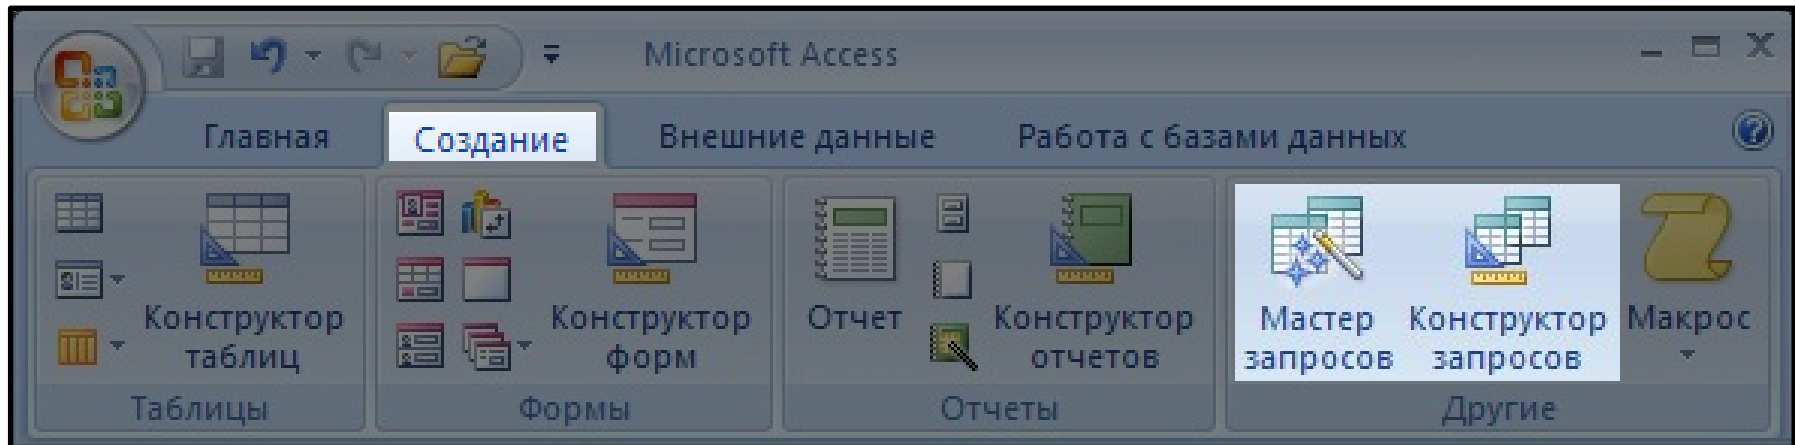 Microsoft Access
Главная Создание Внешние данные Работа с базами данных
Конструктор таблиц
Конструктор форм
Отчет
Конструктор отчетов
Мастер запросов
Конструктор запросов
Макрос
Таблицы Формы Отчеты Другие